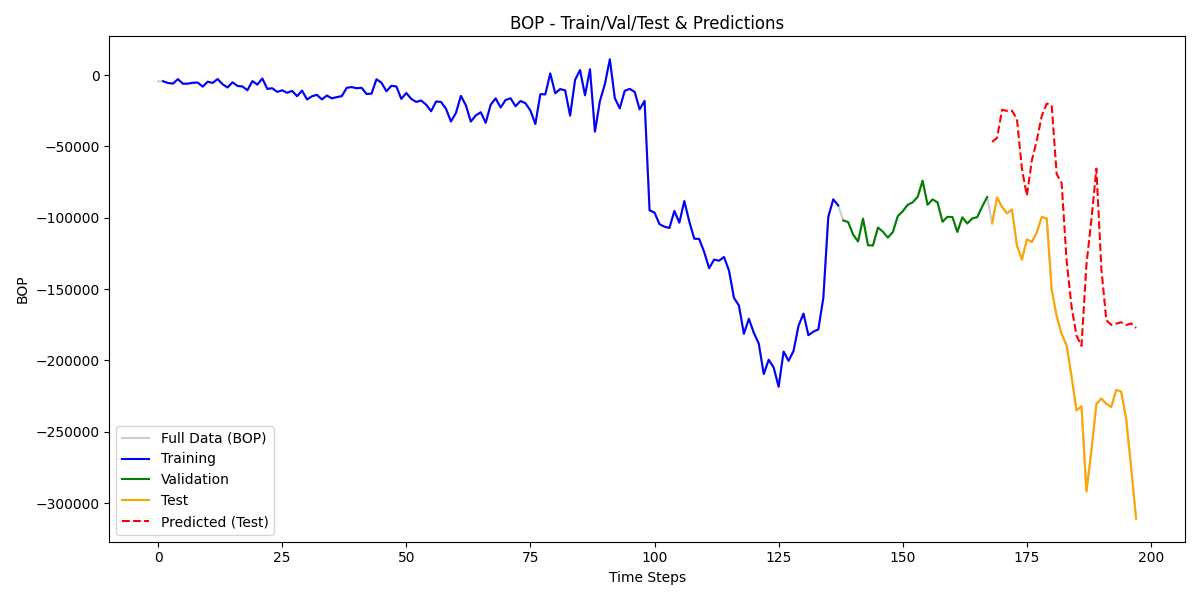 BOP - Train/Val/Test & Predictions
BOP
0
−50000
−100000
−150000
−200000
−250000
−300000
Full Data (BOP)
Training
Validation
Test
Predicted (Test)
0 25 50 75 100 125 150 175 200
Time Steps